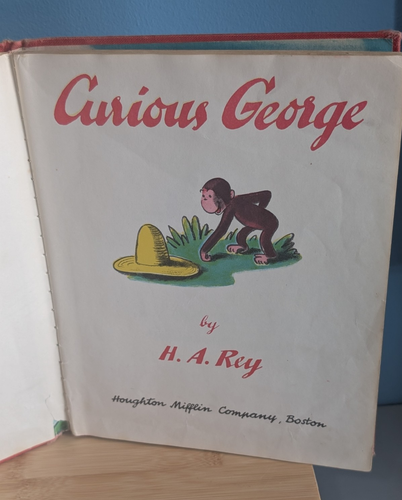 Curious George
by
H. A. Rey
Houghton Mifflin Company, Boston